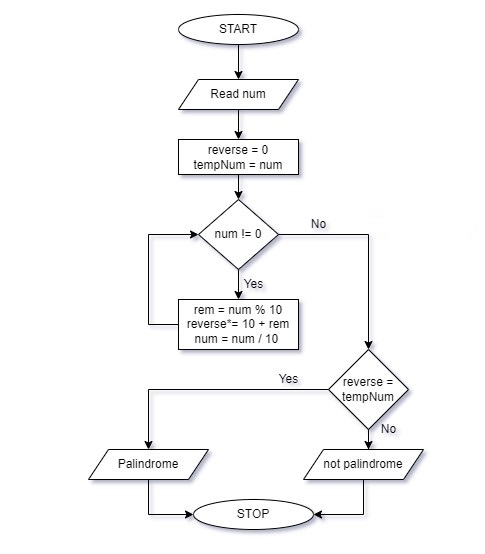 START
Read num
reverse = 0
tempNum = num
num != 0
No
Yes
rem = num % 10
reverse*= 10 + rem
num = num / 10
Yes
reverse =
tempNum
No
Palindrome
not palindrome
STOP